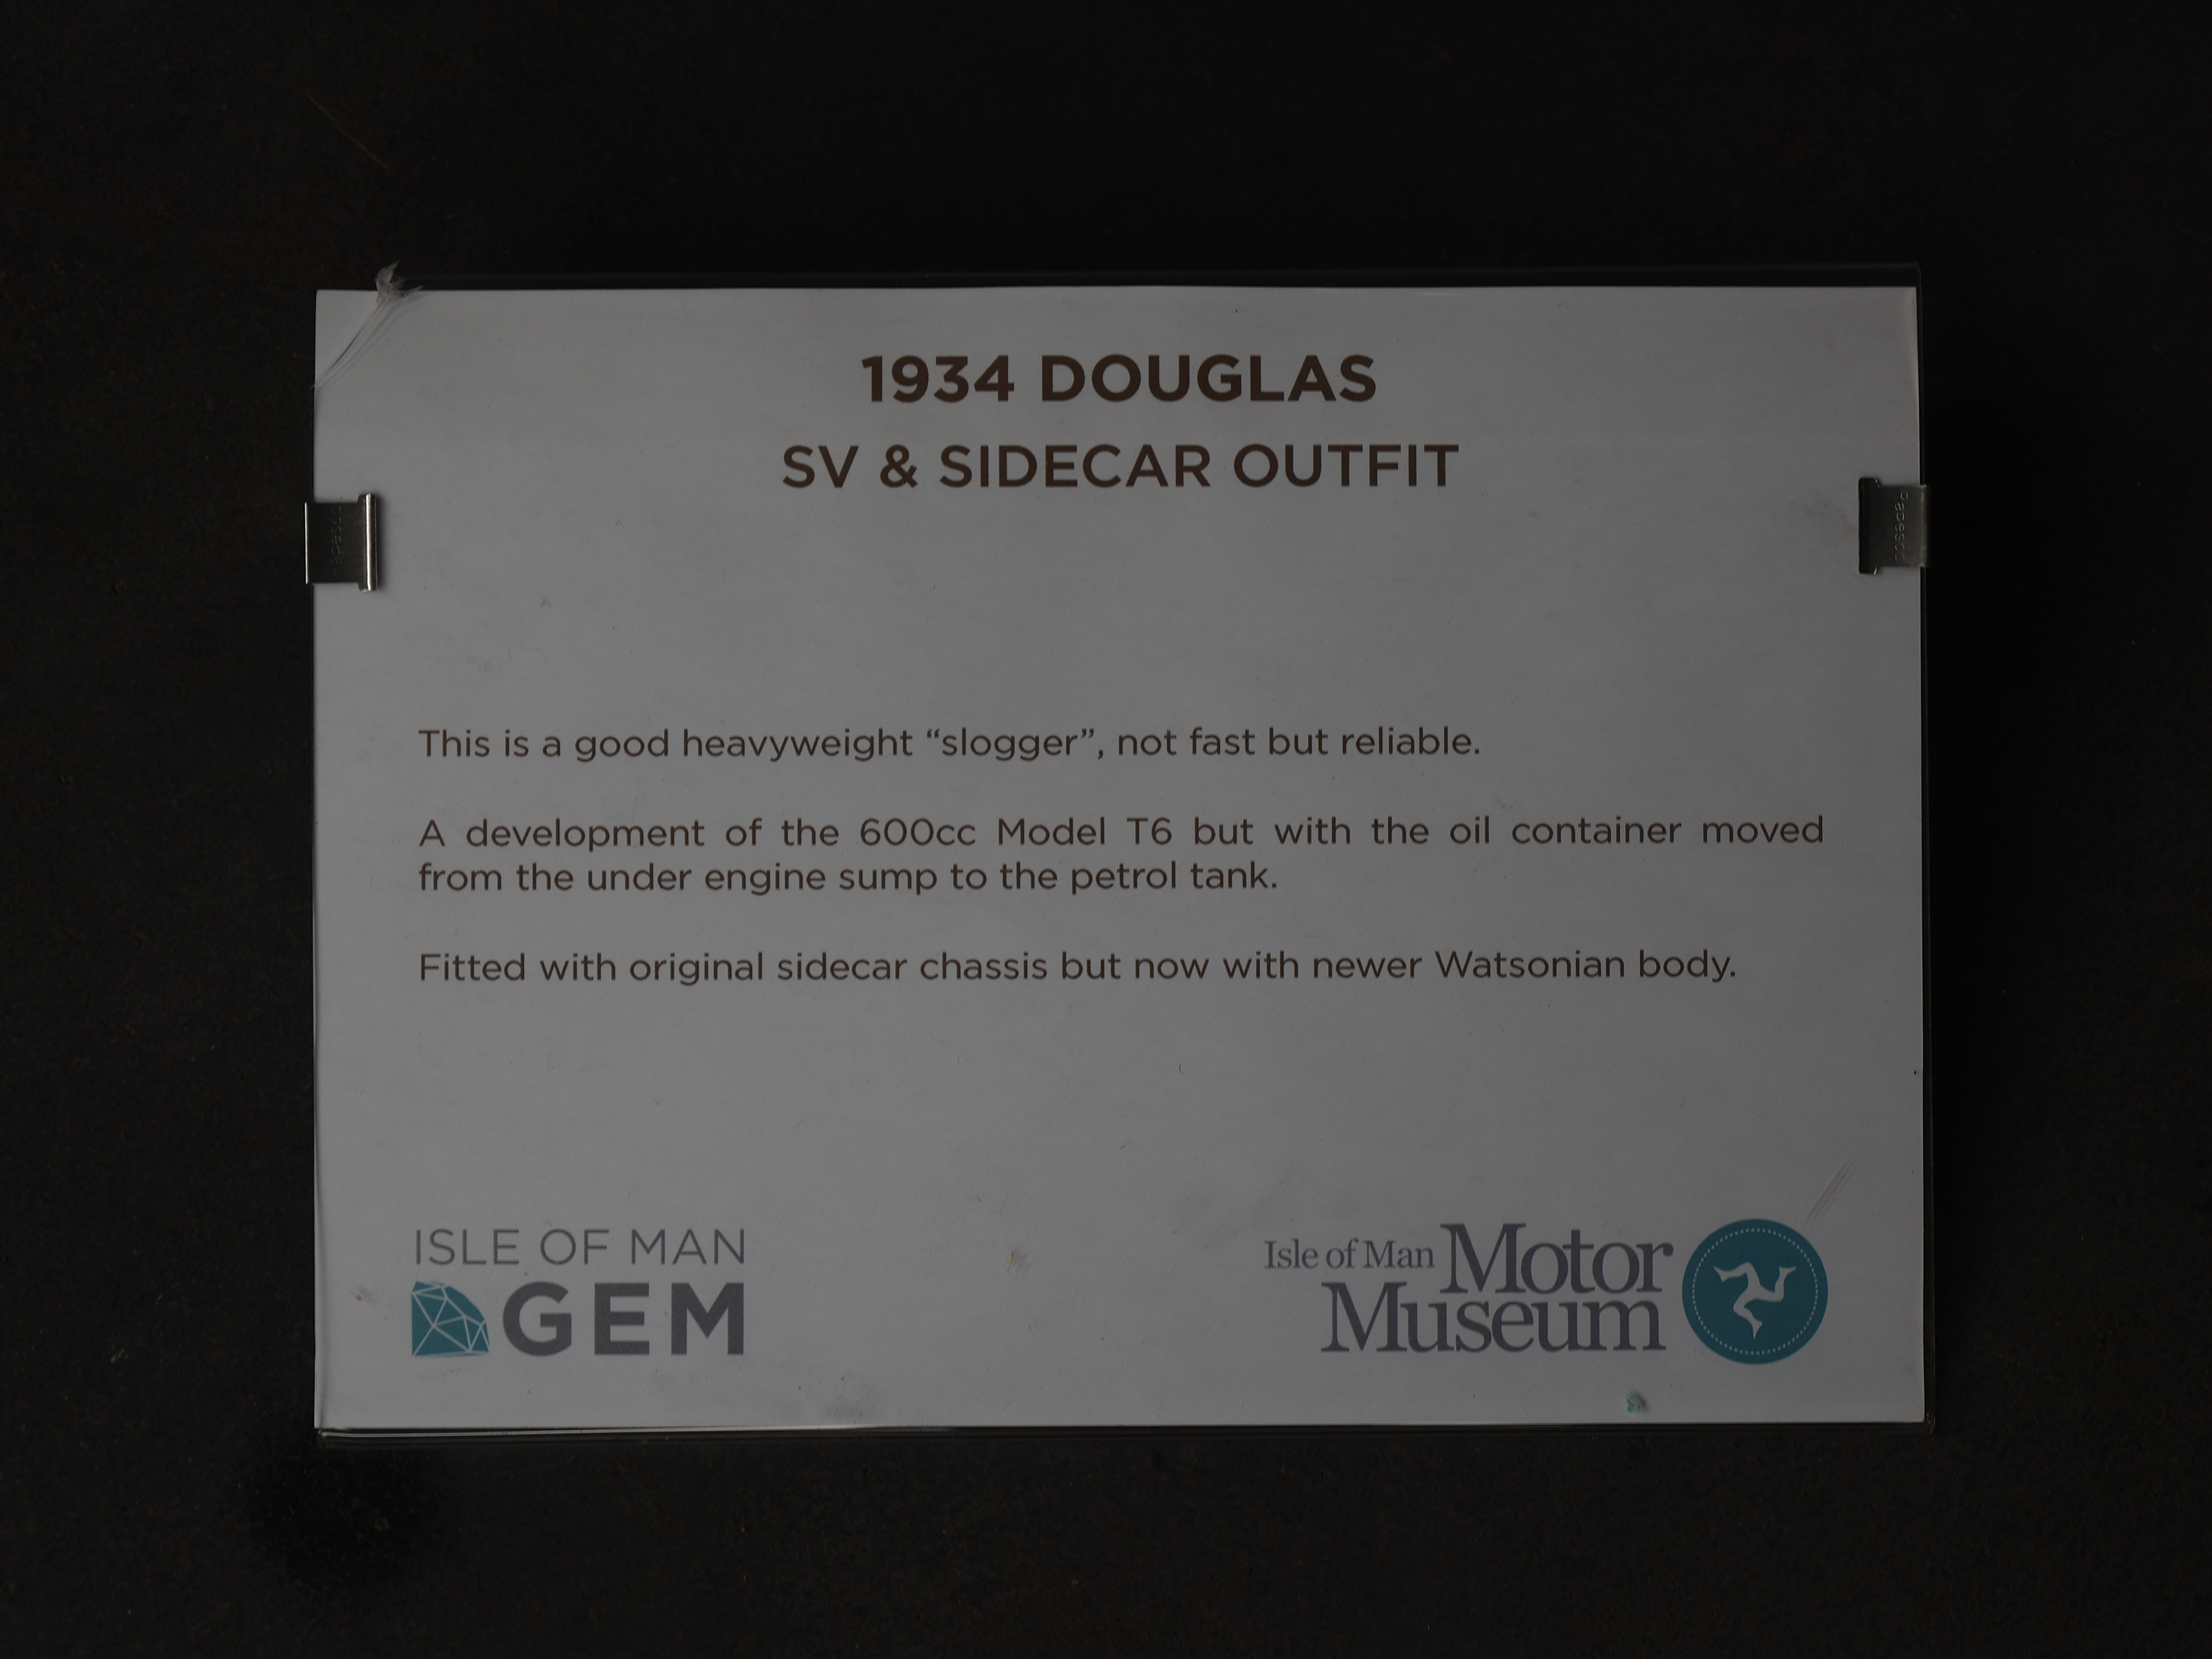 1934 DOUGLAS
SV & SIDECAR OUTFIT
This is a good heavyweight “slogger”, not fast but reliable.
A development of the 600cc Model T6 but with the oil container moved
from the under engine sump to the petrol tank.
Fitted with original sidecar chassis but now with newer Watsonian body.
ISLE OF MAN
GEM
Isle of Man Motor
Museum